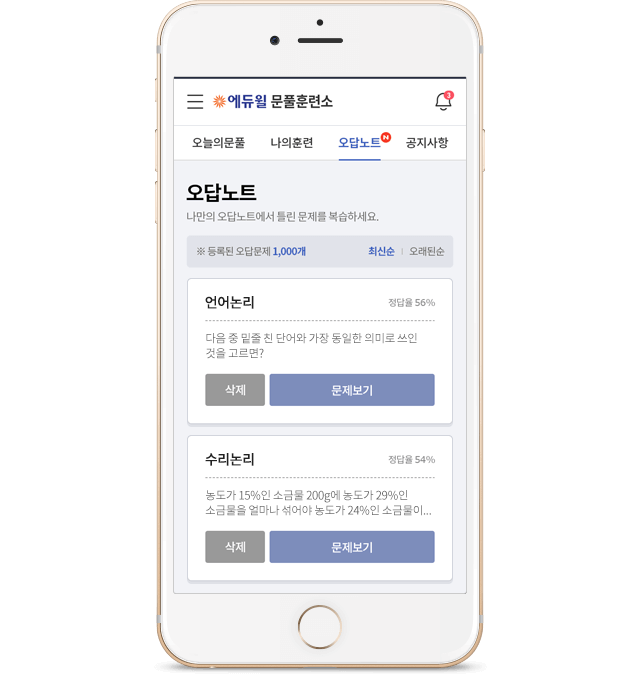 에듀윌 문풀훈련소
3
오늘의문풀 나의훈련 오답노트 N 공지사항
오답노트
나만의 오답노트에서 틀린 문제를 복습하세요.
※ 등록된 오답문제 1,000개 최신순 | 오래된순
언어논리 정답율 56%
다음 중 밑줄 친 단어와 가장 동일한 의미로 쓰인
것을 고르면?
삭제 문제보기
수리논리 정답율 54%
농도가 15%인 소금물 200g에 농도가 29%인
소금물을 얼마나 섞어야 농도가 24%인 소금물이...
삭제 문제보기